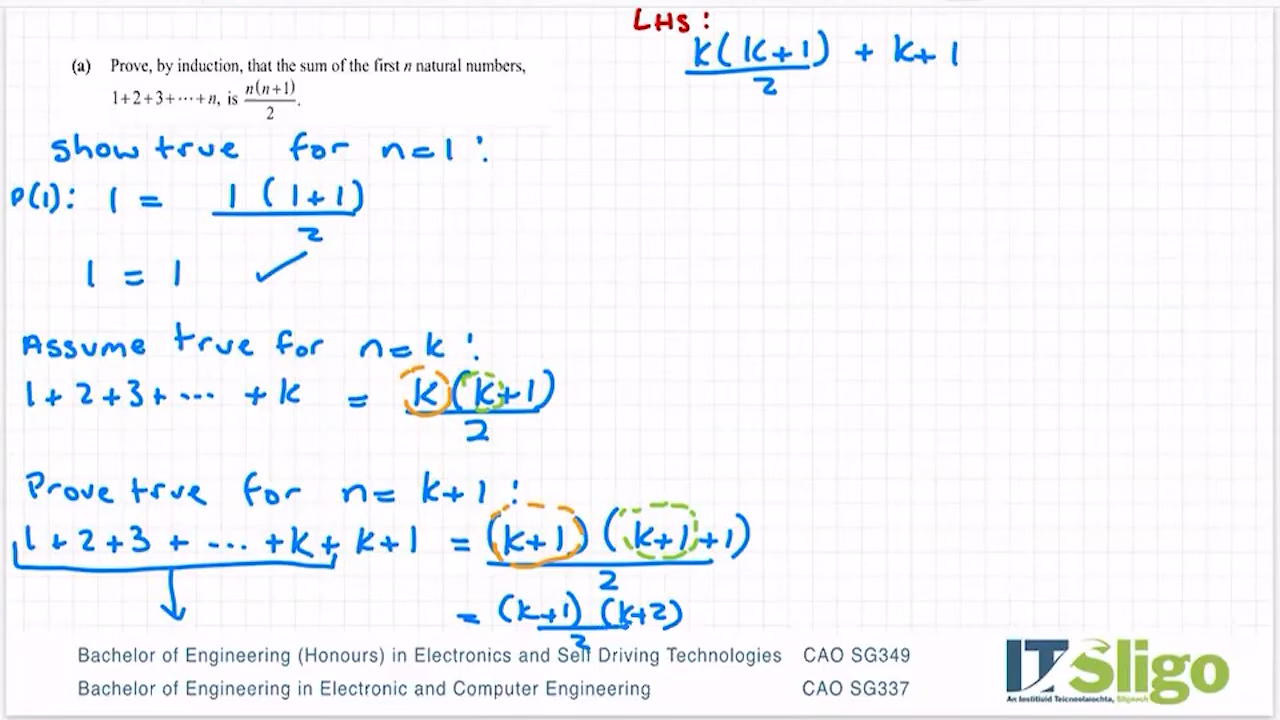 (a) Prove, by induction, that the sum of the first n natural numbers,
1+2+3+⋯+n, is n(n+1)/2.
show true for n=1:
P(1): 1 = 1(1+1)/2
1 = 1 ✓
Assume true for n=k:
1+2+3+... +k = k(k+1)/2
Prove true for n= k+1:
1+2+3+...+k+k+1 = (k+1)(k+1+1)/2
= (k+1)(k+2)/2
LHS:
k(k+1)/2 + k+1
Bachelor of Engineering (Honours) in Electronics and Self Driving Technologies CAO SG349
Bachelor of Engineering in Electronic and Computer Engineering CAO SG337
IT Sligo
An Institiúid Teicneolaíochta, Sligeach